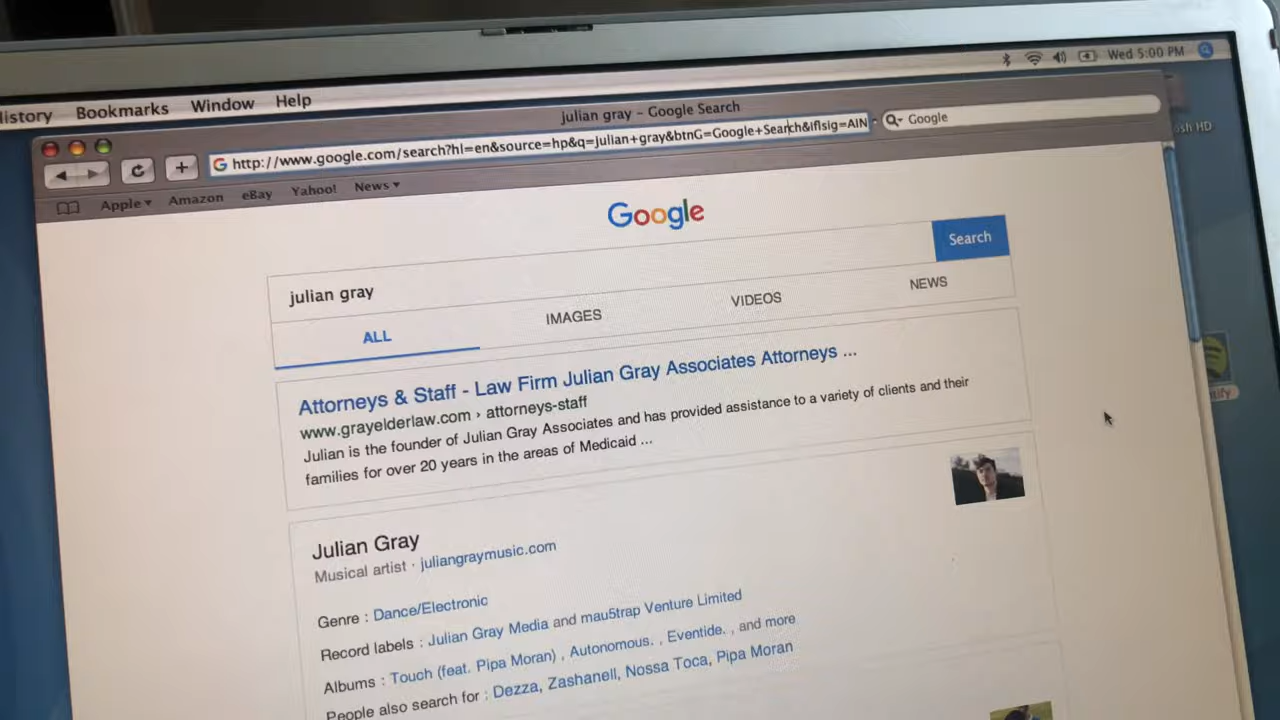 History Bookmarks Window Help Wed 5:00 PM
julian gray - Google Search
http://www.google.com/search?hl=en&source=hp&q=julian+gray&btnG=Google+Search&iflsig=AIN Google
Apple Amazon eBay Yahoo! News
Google
julian gray Search
ALL IMAGES VIDEOS NEWS
Attorneys & Staff - Law Firm Julian Gray Associates Attorneys ...
www.grayelderlaw.com › attorneys-staff
Julian is the founder of Julian Gray Associates and has provided assistance to a variety of clients and their
families for over 20 years in the areas of Medicaid ...
Julian Gray
Musical artist · juliangraymusic.com
Genre : Dance/Electronic
Record labels : Julian Gray Media and mau5trap Venture Limited
Albums : Touch (feat. Pipa Moran) , Autonomous. , Eventide. , and more
People also search for : Dezza, Zashanell, Nossa Toca, Pipa Moran